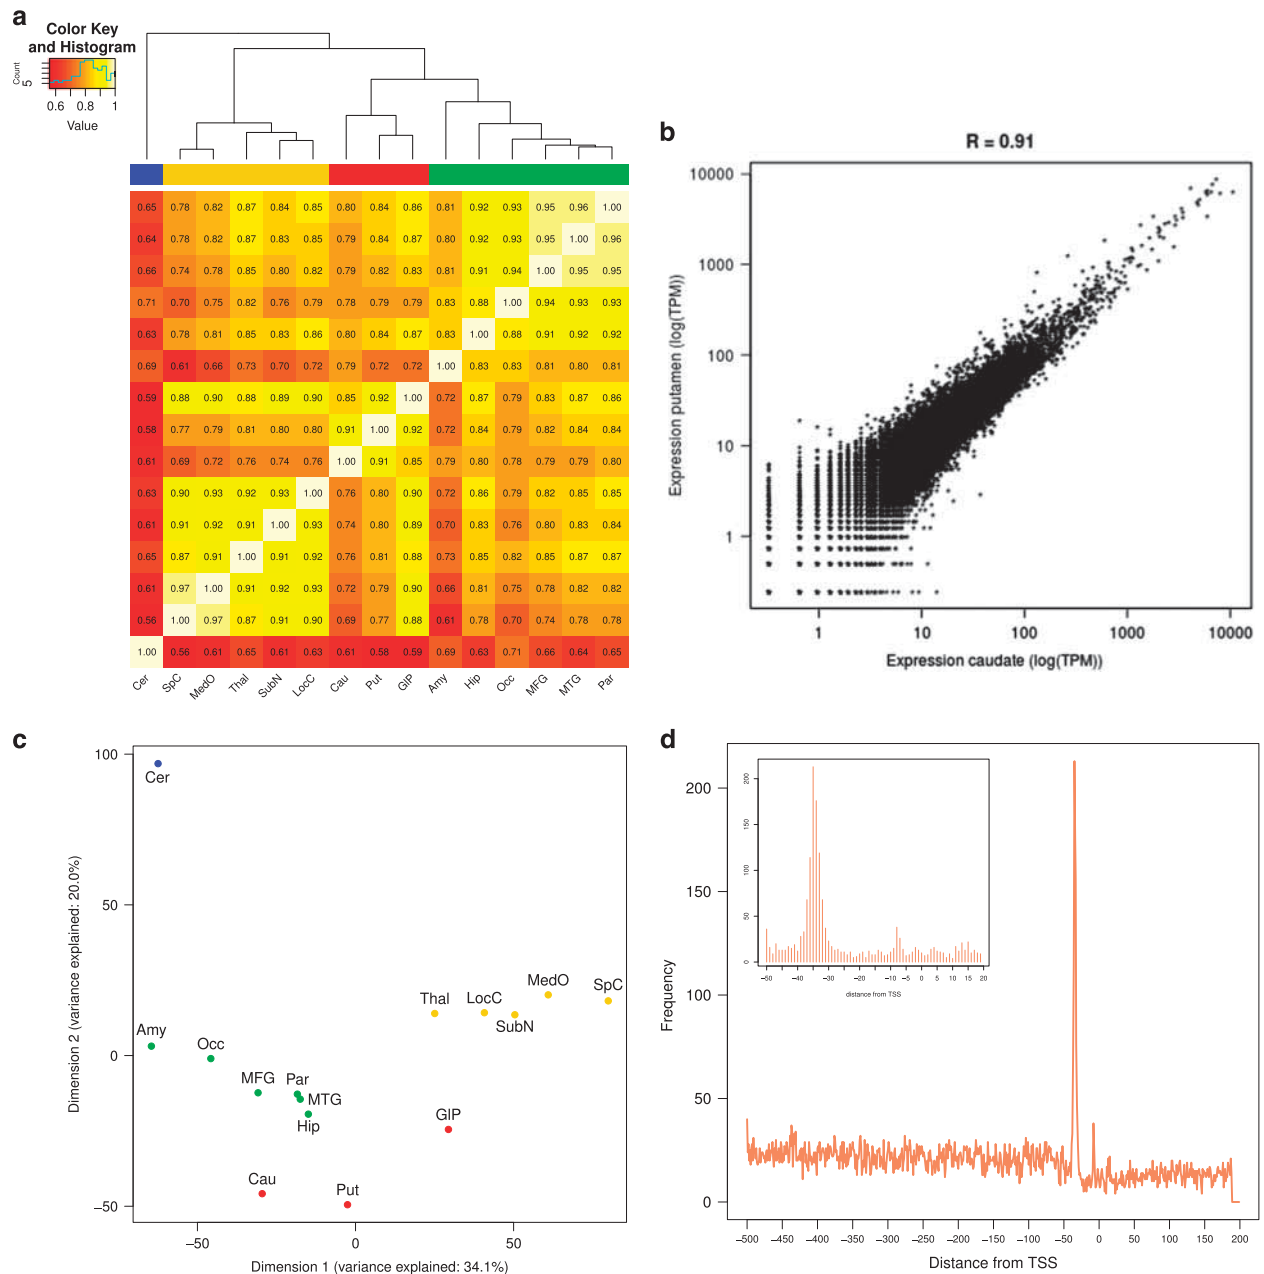 a
Color Key
and Histogram
Count
5
0.6 0.8 1
Value
0.65 0.78 0.82 0.87 0.84 0.85 0.80 0.84 0.86 0.81 0.92 0.93 0.95 0.96 1.00
0.64 0.78 0.82 0.87 0.83 0.85 0.79 0.84 0.87 0.80 0.92 0.93 0.95 1.00 0.96
0.66 0.74 0.78 0.85 0.80 0.82 0.79 0.82 0.83 0.81 0.91 0.94 1.00 0.95 0.95
0.71 0.70 0.75 0.82 0.76 0.79 0.78 0.79 0.79 0.83 0.88 1.00 0.94 0.93 0.93
0.63 0.78 0.81 0.85 0.83 0.86 0.80 0.84 0.87 0.83 1.00 0.88 0.91 0.92 0.92
0.69 0.61 0.66 0.73 0.70 0.72 0.79 0.72 0.72 1.00 0.83 0.83 0.81 0.80 0.81
0.59 0.88 0.90 0.88 0.89 0.90 0.85 0.92 1.00 0.72 0.87 0.79 0.83 0.87 0.86
0.58 0.77 0.79 0.81 0.80 0.80 0.91 1.00 0.92 0.72 0.84 0.79 0.82 0.84 0.84
0.61 0.69 0.72 0.76 0.74 0.76 1.00 0.91 0.85 0.79 0.80 0.78 0.79 0.79 0.80
0.63 0.90 0.93 0.92 0.93 1.00 0.76 0.80 0.90 0.72 0.86 0.79 0.82 0.85 0.85
0.61 0.91 0.92 0.91 1.00 0.93 0.74 0.80 0.89 0.70 0.83 0.76 0.80 0.83 0.84
0.65 0.87 0.91 1.00 0.91 0.92 0.76 0.81 0.88 0.73 0.85 0.82 0.85 0.87 0.87
0.61 0.97 1.00 0.91 0.92 0.93 0.72 0.79 0.90 0.66 0.81 0.75 0.78 0.82 0.82
0.56 1.00 0.97 0.87 0.91 0.90 0.69 0.77 0.88 0.61 0.78 0.70 0.74 0.78 0.78
1.00 0.56 0.61 0.65 0.61 0.63 0.61 0.58 0.59 0.69 0.63 0.71 0.66 0.64 0.65
Cer SpC MedO Thal SubN LocC Cau Put GlP Amy Hip Occ MFG MTG Par
b
R = 0.91
Expression putamen (log(TPM))
10000
1000
100
10
1
1 10 100 1000 10000
Expression caudate (log(TPM))
c
Dimension 2 (variance explained: 20.0%)
100
50
0
−50
Cer
MedO
SpC
Thal
LocC
SubN
Amy
Occ
MFG
Par
MTG
Hip
GlP
Cau
Put
−50 0 50
Dimension 1 (variance explained: 34.1%)
d
Frequency
200
150
100
50
0
200
150
100
50
0
−50 −40 −30 −20 −10 −5 0 5 10 15 20
distance from TSS
−500 −450 −400 −350 −300 −250 −200 −150 −100 −50 0 50 100 150 200
Distance from TSS